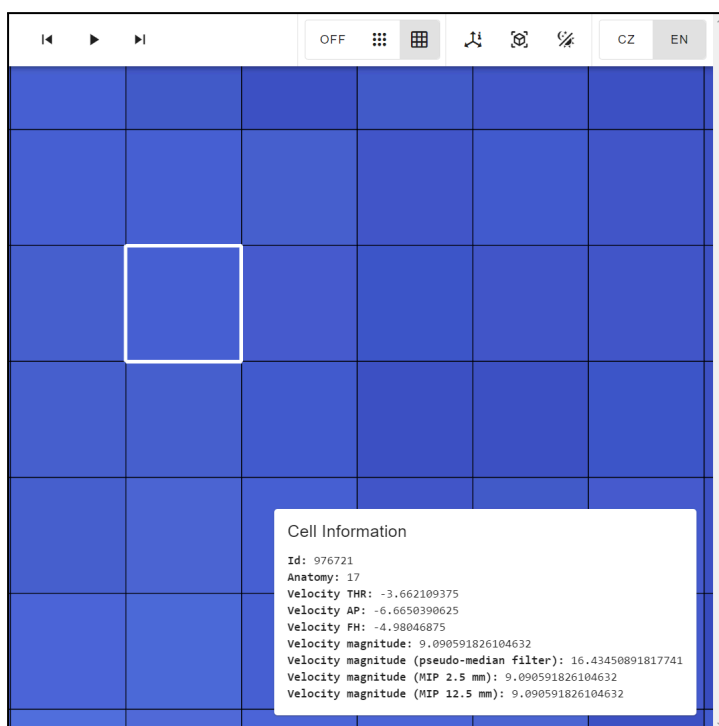 OFF CZ EN
Cell Information
Id: 976721
Anatomy: 17
Velocity THR: -3.662109375
Velocity AP: -6.6650390625
Velocity FH: -4.98046875
Velocity magnitude: 9.090591826104632
Velocity magnitude (pseudo-median filter): 16.43450891817741
Velocity magnitude (MIP 2.5 mm): 9.090591826104632
Velocity magnitude (MIP 12.5 mm): 9.090591826104632